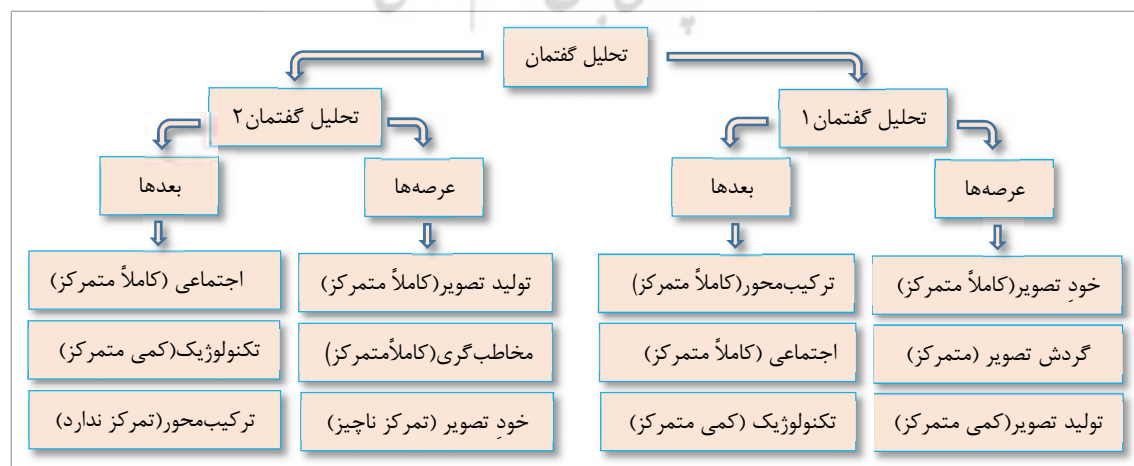 تحلیل گفتمان
تحلیل گفتمان۱
تحلیل گفتمان۲
عرصه‌ها
بعدها
عرصه‌ها
بعدها
خودِ تصویر(کاملاً متمرکز)
ترکیب‌محور(کاملاً متمرکز)
تولید تصویر(کاملاً متمرکز)
اجتماعی (کاملاً متمرکز)
گردش تصویر (متمرکز)
اجتماعی (کاملاً متمرکز)
مخاطب‌گری(کاملاًمتمرکز)
تکنولوژیک(کمی متمرکز)
تولید تصویر(کمی متمرکز)
تکنولوژیک (کمی متمرکز)
خودِ تصویر (تمرکز ناچیز)
ترکیب‌محور(تمرکز ندارد)